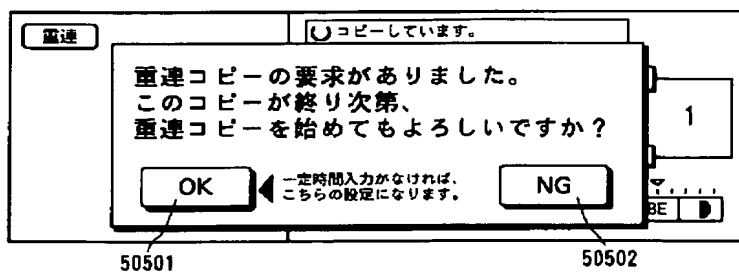 重連
コピーしています。
重連コピーの要求がありました。
このコピーが終り次第、
重連コピーを始めてもよろしいですか?
1
OK
一定時間入力がなければ、
こちらの設定になります。
NG
BE
50501
50502